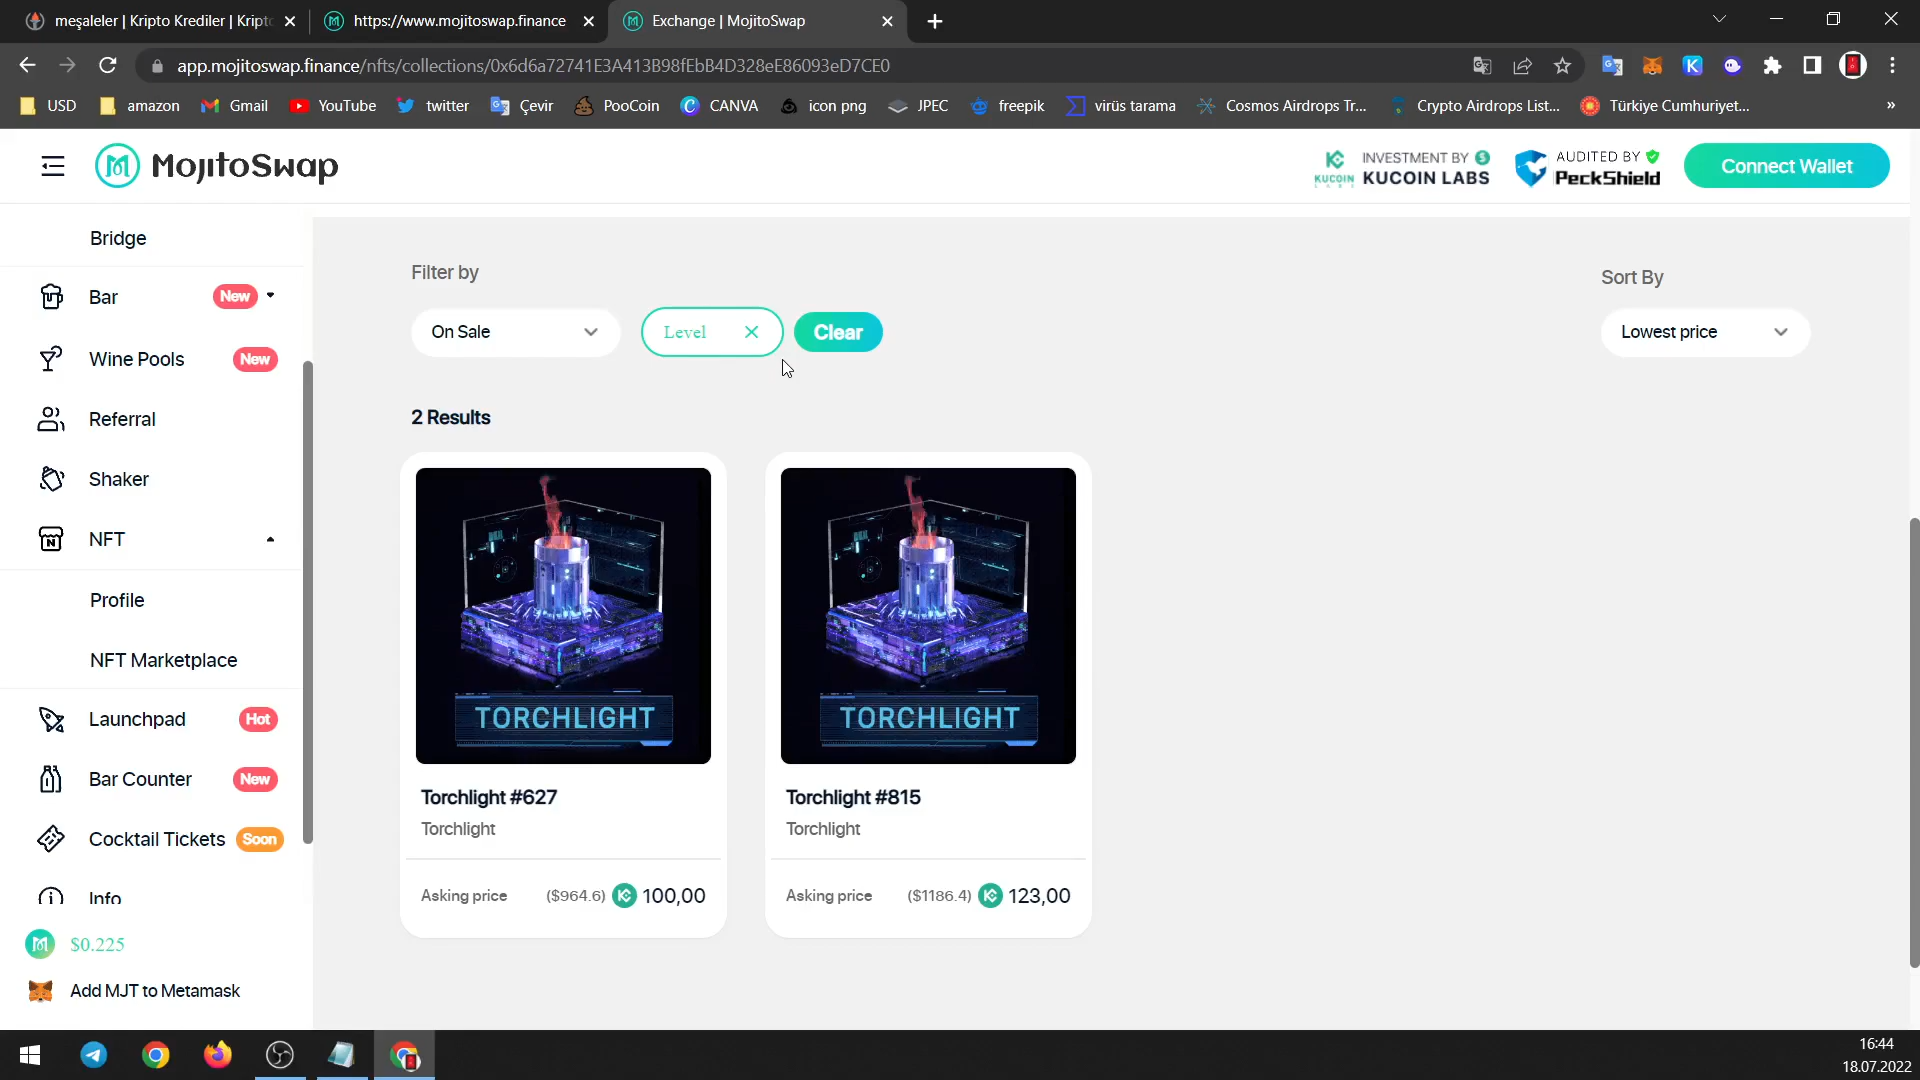 meşaleler | Kripto Krediler | Kripto
https://www.mojitoswap.finance
Exchange | MojitoSwap
app.mojitoswap.finance/nfts/collections/0x6d6a72741E3A413B98fEbB4D328eE86093eD7CE0
USD
amazon
Gmail
YouTube
twitter
Çevir
PooCoin
CANVA
icon png
JPEC
freepik
virüs tarama
Cosmos Airdrops Tr...
Crypto Airdrops List...
Türkiye Cumhuriyet...
»
MojitoSwap
KUCOIN
LABS
INVESTMENT BY
KUCOIN LABS
AUDITED BY
PeckShield
Connect Wallet
Bridge
Bar New
Wine Pools New
Referral
Shaker
NFT
Profile
NFT Marketplace
Launchpad Hot
Bar Counter New
Cocktail Tickets Soon
Info
$0.225
Add MJT to Metamask
Filter by
On Sale
Level
Clear
Sort By
Lowest price
2 Results
TORCHLIGHT
Torchlight #627
Torchlight
Asking price ($964.6) 100,00
TORCHLIGHT
Torchlight #815
Torchlight
Asking price ($1186.4) 123,00
16:44
18.07.2022